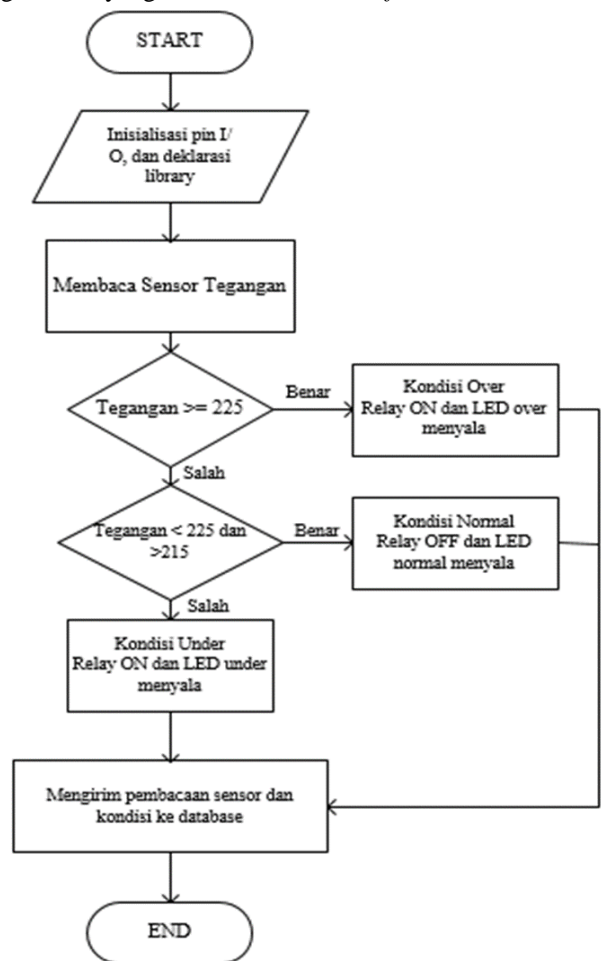 START
Inisialisasi pin I/
O, dan deklarasi
library
Membaca Sensor Tegangan
Tegangan >= 225
Benar
Kondisi Over
Relay ON dan LED over
menyala
Salah
Tegangan < 225 dan
>215
Benar
Kondisi Normal
Relay OFF dan LED
normal menyala
Salah
Kondisi Under
Relay ON dan LED under
menyala
Mengirim pembacaan sensor dan
kondisi ke database
END